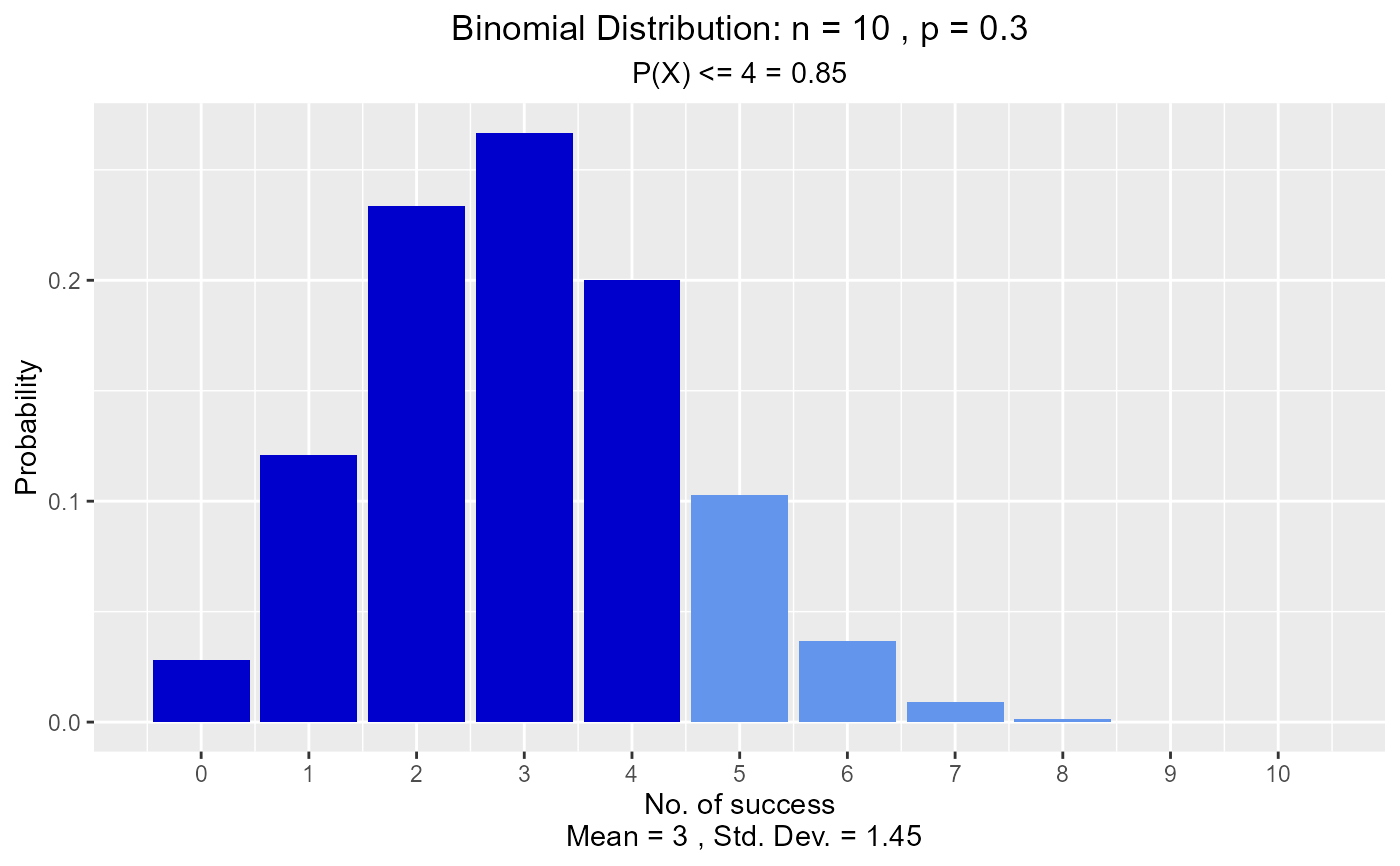 Binomial Distribution: n = 10 , p = 0.3
P(X) <= 4 = 0.85
Probability
0.2
0.1
0.0
0 1 2 3 4 5 6 7 8 9 10
No. of success
Mean = 3 , Std. Dev. = 1.45